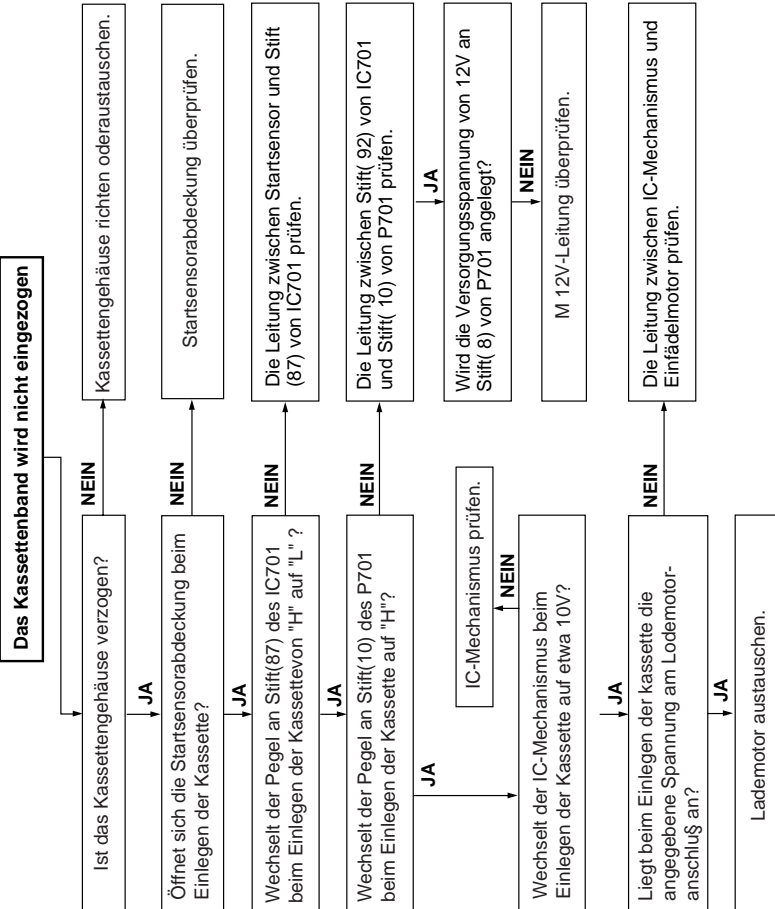 Das Kassettenband wird nicht eingezogen
Ist das Kassettengehäuse verzogen?
NEIN
Kassettengehäuse richten oderaustauschen.
JA
Öffnet sich die Startsensorabdeckung beim
Einlegen der Kassette?
NEIN
Startsensorabdeckung überprüfen.
JA
Wechselt der Pegel an Stift(87) des IC701
beim Einlegen der Kassettevon "H" auf "L" ?
NEIN
Die Leitung zwischen Startsensor und Stift
(87) von IC701 prüfen.
JA
Wechselt der Pegel an Stift(10) des P701
beim Einlegen der Kassette auf "H"?
NEIN
Die Leitung zwischen Stift( 92) von IC701
und Stift( 10) von P701 prüfen.
JA
Wird die Versorgungsspannung von 12V an
Stift( 8) von P701 angelegt?
NEIN
M 12V-Leitung überprüfen.
JA
IC-Mechanismus prüfen.
NEIN
Wechselt der IC-Mechanismus beim
Einlegen der Kassette auf etwa 10V?
JA
Liegt beim Einlegen der kassette die
angegebene Spannung am Lodemotor-
anschlu§ an?
NEIN
Die Leitung zwischen IC-Mechanismus und
Einfädelmotor prüfen.
JA
Lademotor austauschen.